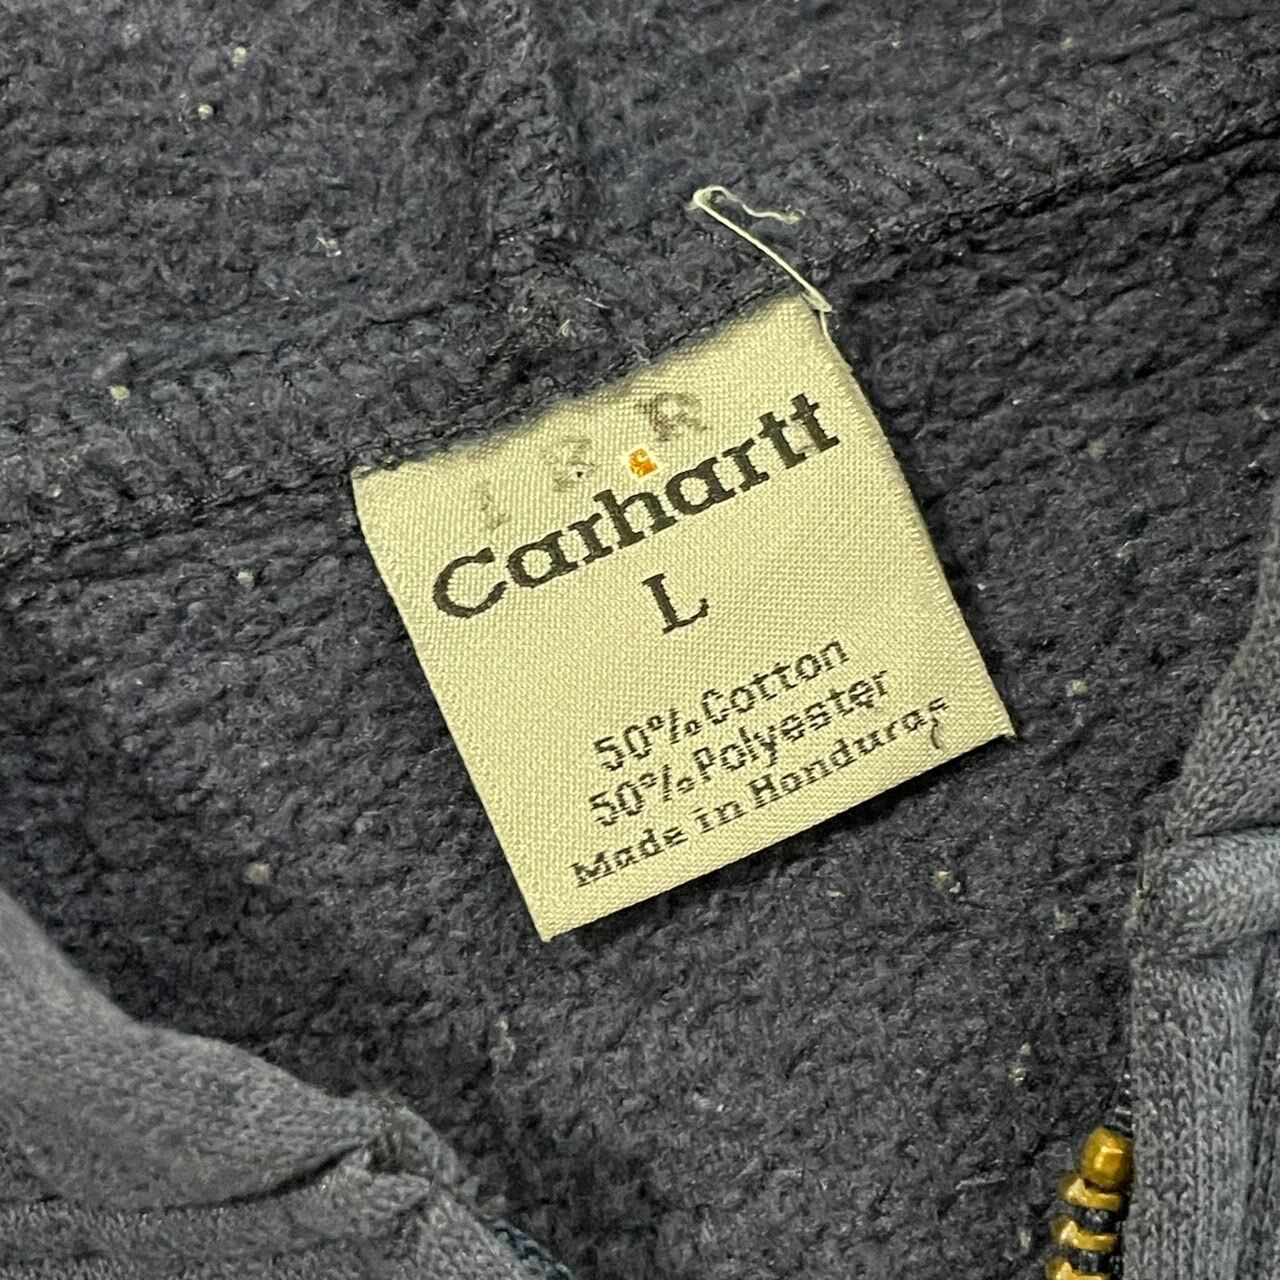 Carhartt
L
50% Cotton
50% Polyester
Made in Honduras